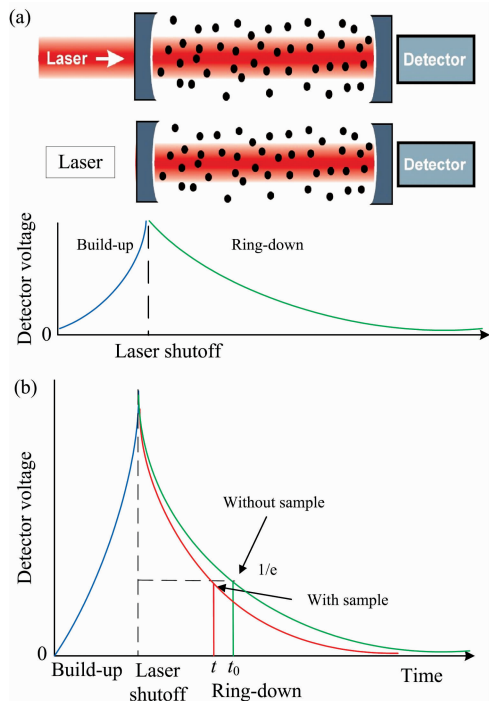 (a)
Laser
Detector
Laser
Detector
Detector voltage
Build-up
Ring-down
0
Laser shutoff
(b)
Detector voltage
Without sample
1/e
With sample
0
Build-up
Laser
shutoff
t
t0
Ring-down
Time